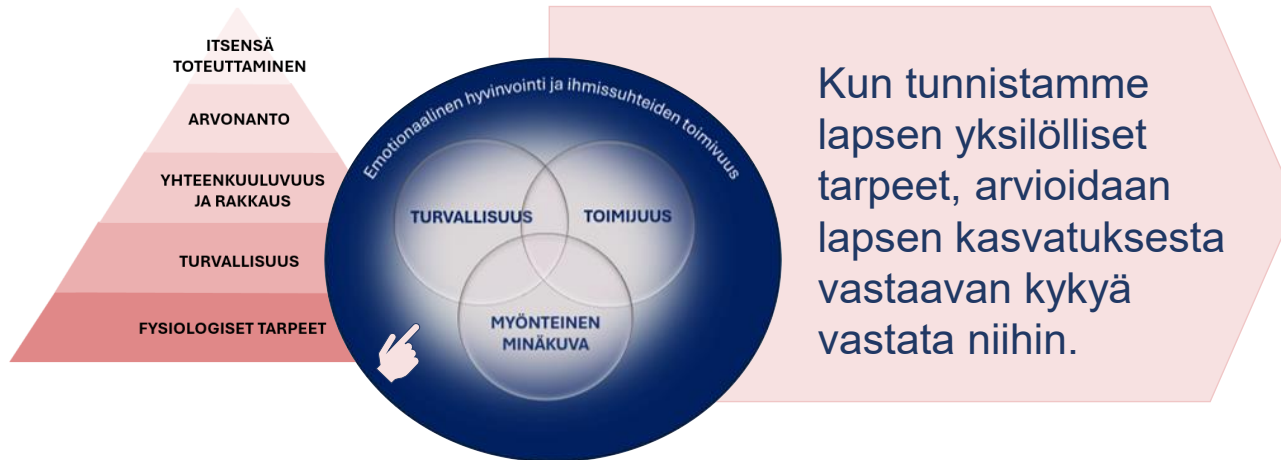 ITSENSÄ
TOTEUTTAMINEN
ARVONANTO
YHTEENKUULUVUUS
JA RAKKAUS
TURVALLISUUS
FYSIOLOGISET TARPEET
Emotionaalinen hyvinvointi ja ihmissuhteiden toimivuus
TURVALLISUUS
TOIMIJUUS
MYÖNTEINEN
MINÄKUVA
Kun tunnistamme
lapsen yksilölliset
tarpeet, arvioidaan
lapsen kasvatuksesta
vastaavan kykyä
vastata niihin.